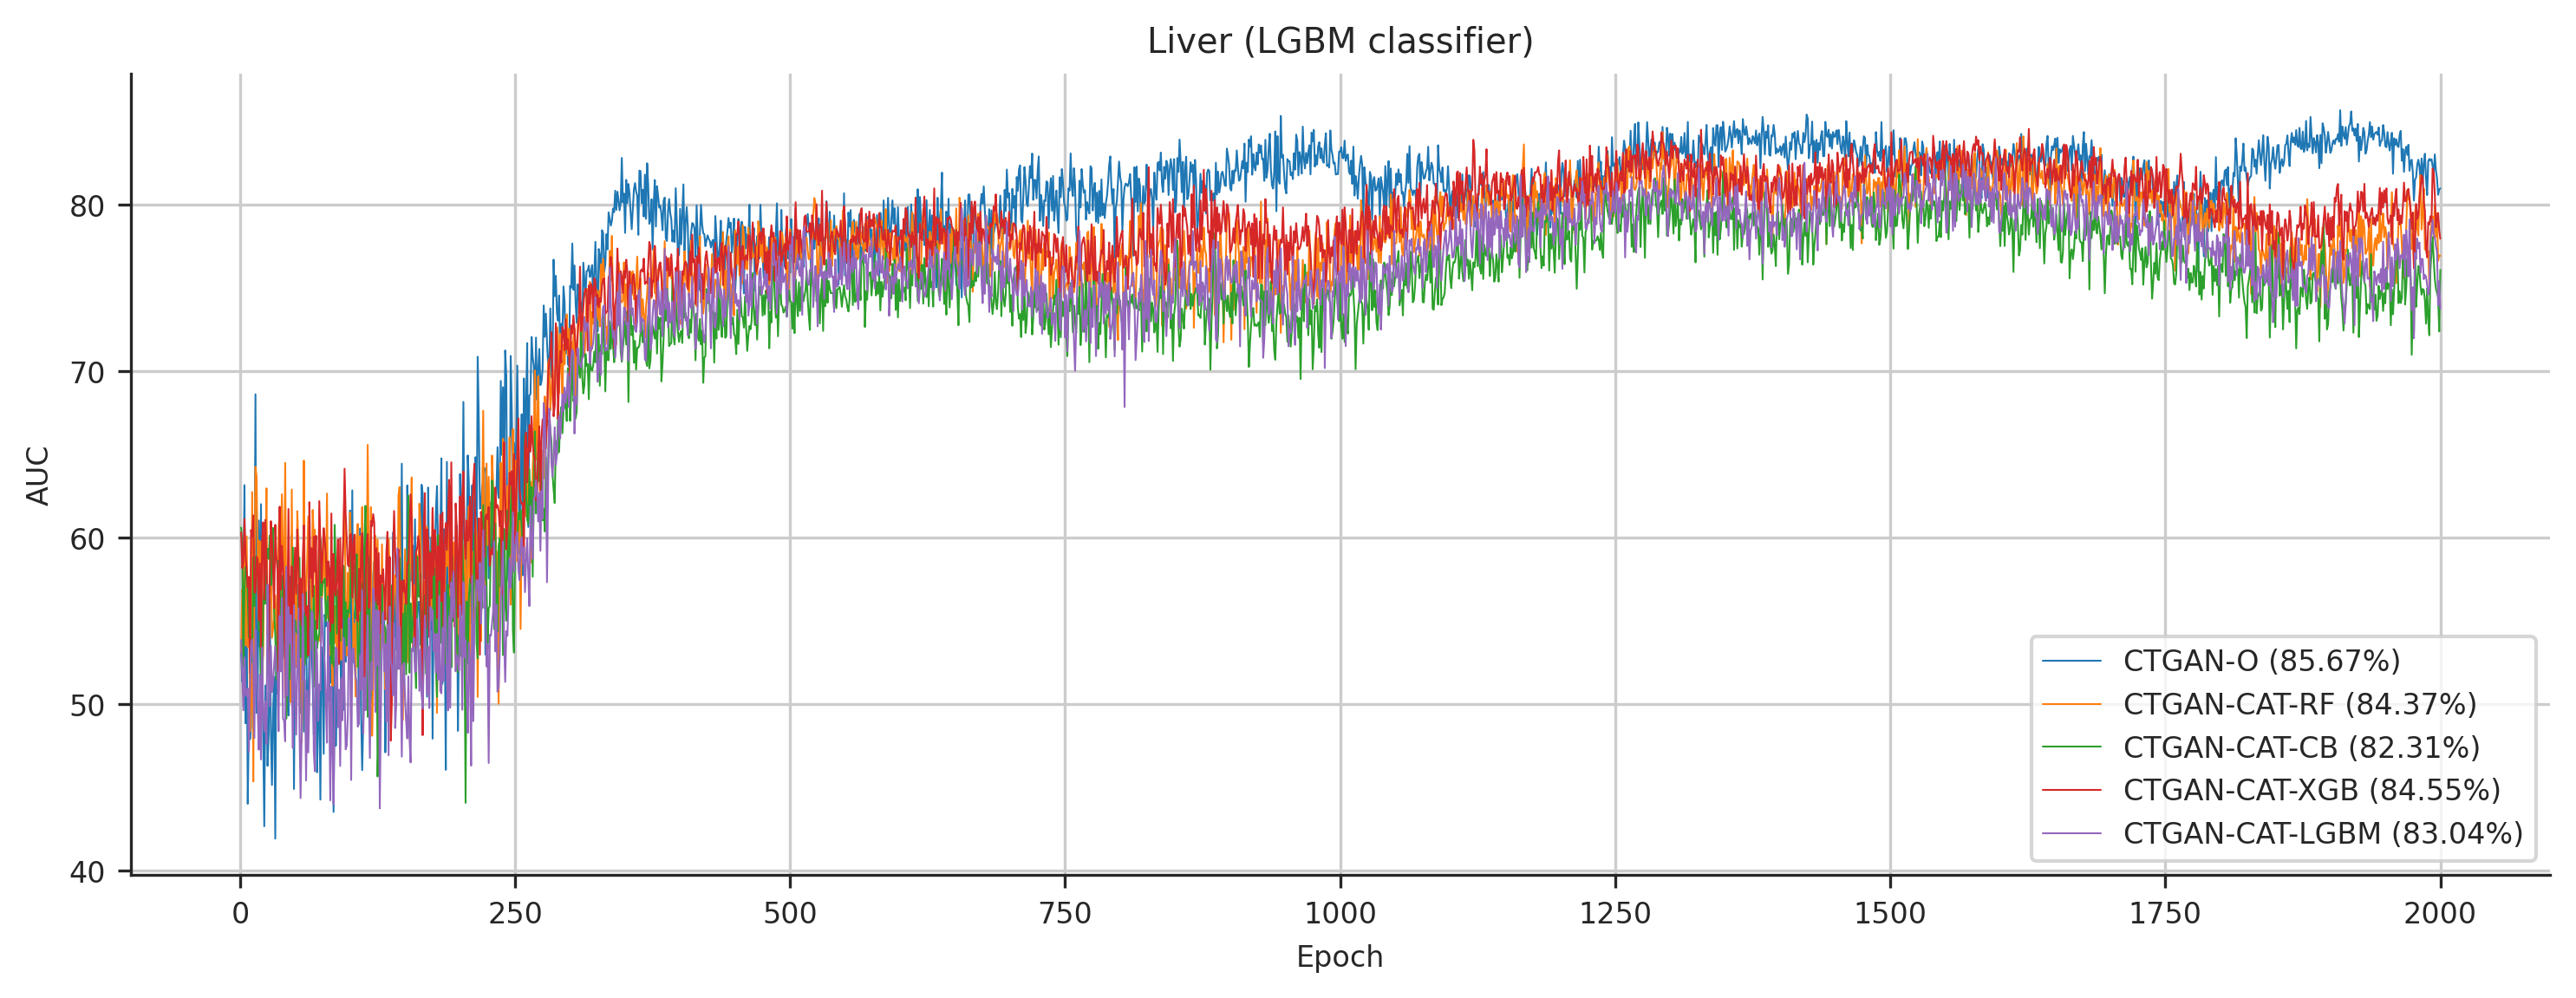 Liver (LGBM classifier)
AUC
80
70
60
50
40
0 250 500 750 1000 1250 1500 1750 2000
Epoch
CTGAN-O (85.67%)
CTGAN-CAT-RF (84.37%)
CTGAN-CAT-CB (82.31%)
CTGAN-CAT-XGB (84.55%)
CTGAN-CAT-LGBM (83.04%)